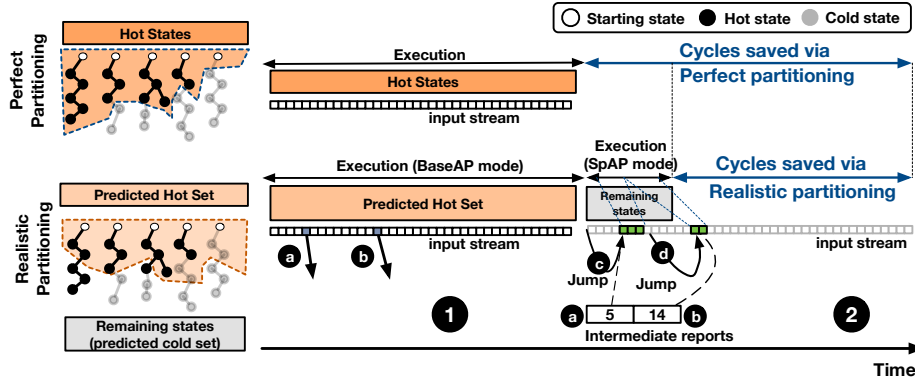 Starting state
Hot state
Cold state
Perfect
Partitioning
Hot States
Execution
Hot States
input stream
Cycles saved via
Perfect partitioning
Realistic
Partitioning
Predicted Hot Set
Remaining states
(predicted cold set)
Execution (BaseAP mode)
Predicted Hot Set
input stream
a
b
1
Execution
(SpAP mode)
Remaining
states
Cycles saved via
Realistic partitioning
input stream
c
d
Jump
Jump
a
5
14
b
Intermediate reports
2
Time